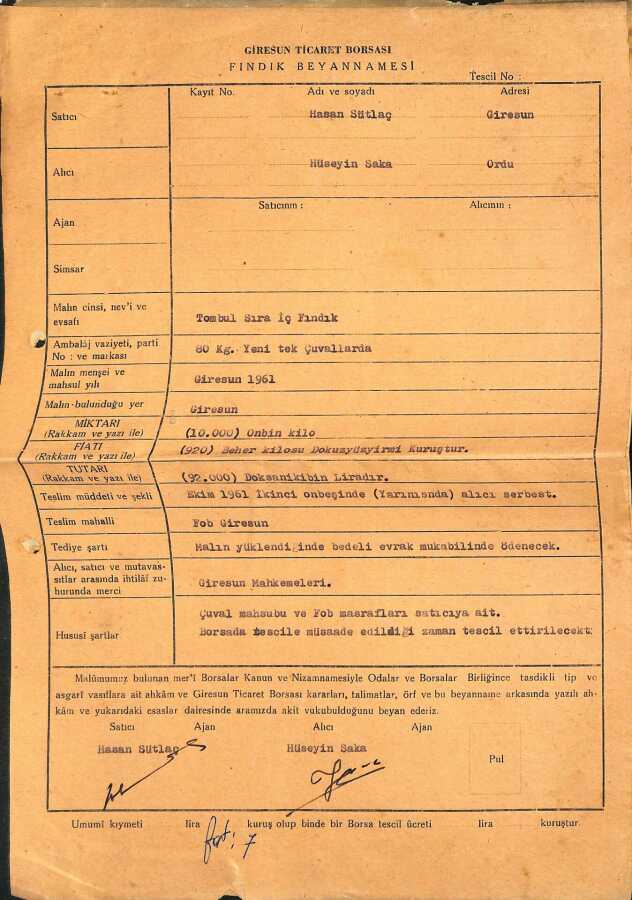 GİRESUN TİCARET BORSASI
FINDIK BEYANNAMESİ
Tescil No :
Kayıt No. Adı ve soyadı Adresi
Satıcı Hasan Sütlaç Giresun
Alıcı Hüseyin Saka Ordu
Satıcının : Alıcının :
Ajan
Simsar
Malın cinsi, nev'i ve
evsafı Tombul Sıra İç Fındık
Ambalâj vaziyeti, parti
No : ve markası 80 Kg. Yeni tek Çuvallarda
Malın menşei ve
mahsul yılı Giresun 1961
Malın bulunduğu yer Giresun
MİKTARI
(Rakkam ve yazı ile) (10.000) Onbin kilo
FİATI
(Rakkam ve yazı ile) (920) Beher kilosu Dokuzyüzyirmi Kuruştur.
TUTARI
(Rakkam ve yazı ile) (92.000) Doksanikibin Liradır.
Teslim müddeti ve şekli Ekim 1961 İkinci onbeşinde (Yarısında) alıcı serbest.
Teslim mahalli Fob Giresun
Tediye şartı Malın yüklendiğinde bedeli evrak mukabilinde ödenecek.
Alıcı, satıcı ve mutavas-
sıtlar arasında ihtilâf zu-
hurunda merci Giresun Mahkemeleri.
Çuval mahsubu ve Fob masrafları satıcıya ait.
Hususî şartlar Borsada tescile müsaade edildiği zaman tescil ettirilecekt
Malûmumuz bulunan mer'i Borsalar Kanun ve Nizamnamesiyle Odalar ve Borsalar Birliğince tasdikli tip ve
asgarî vasıflara ait ahkâm ve Giresun Ticaret Borsası kararları, talimatlar, örf ve bu beyanname arkasında yazılı ah-
kâm ve yukarıdaki esaslar dairesinde aramızda akit vukubulduğunu beyan ederiz.
Satıcı Ajan Alıcı Ajan
Hasan Sütlaç Hüseyin Saka
Pul
Umumî kıymeti lira kuruş olup binde bir Borsa tescil ücreti lira kuruştur.
7